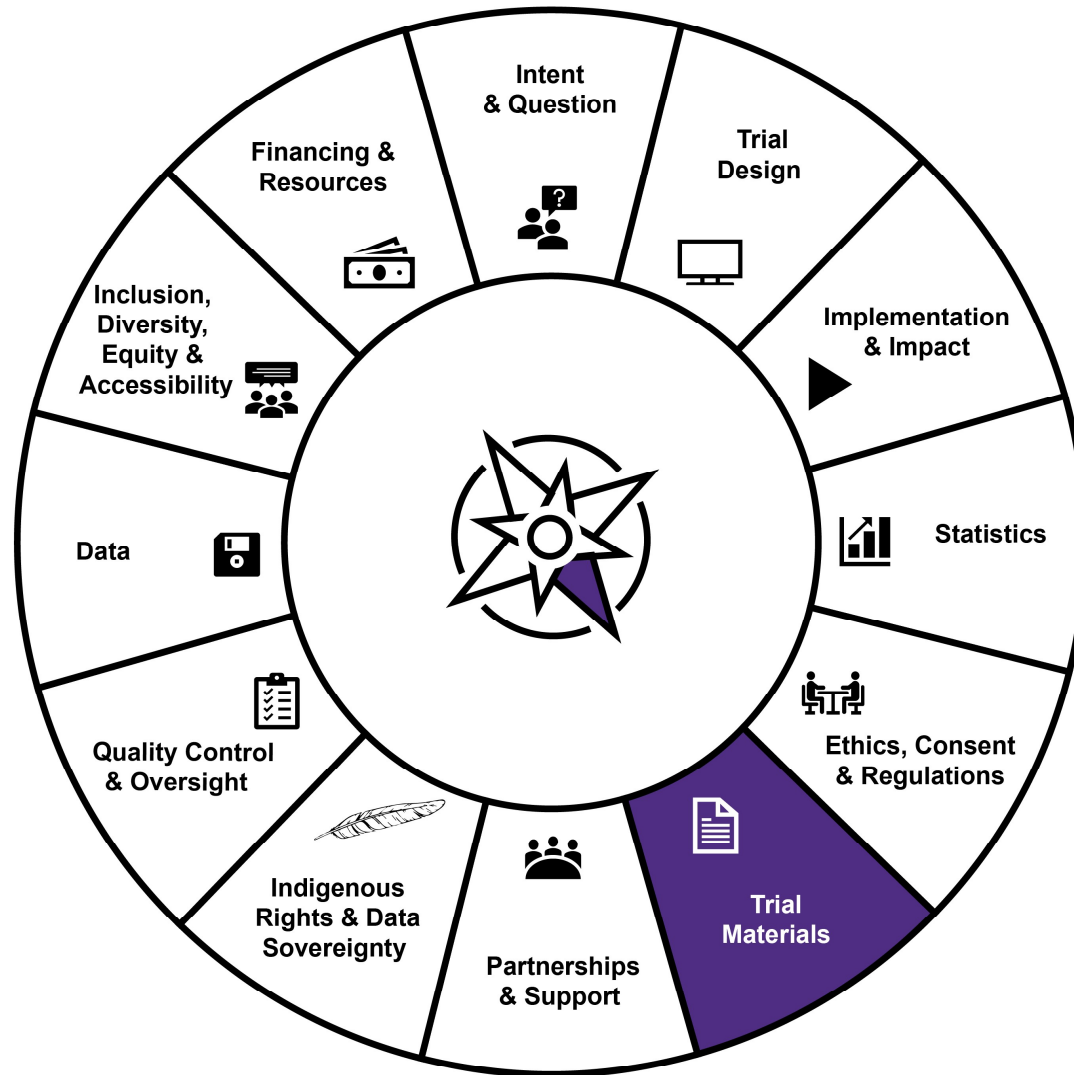 Intent
& Question
Trial
Design
Implementation
& Impact
Statistics
Ethics, Consent
& Regulations
Trial
Materials
Partnerships
& Support
Indigenous
Rights & Data
Sovereignty
Quality Control
& Oversight
Data
Inclusion,
Diversity,
Equity &
Accessibility
Financing &
Resources
?